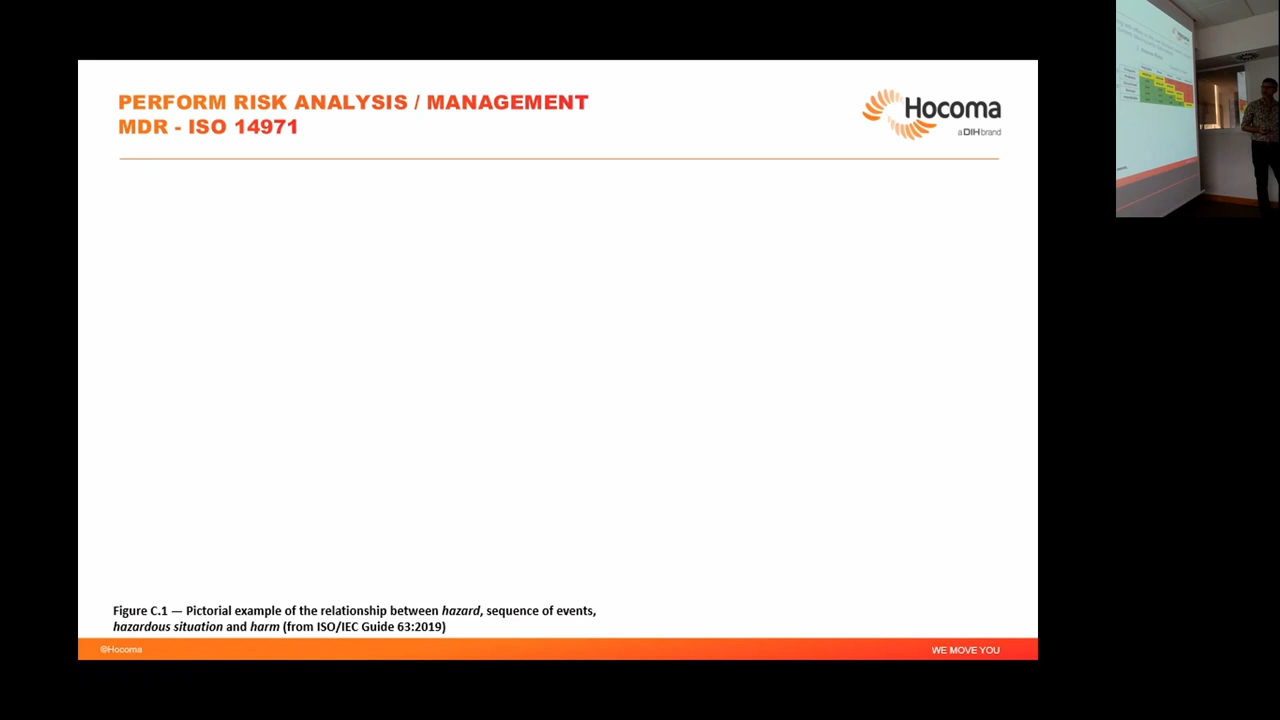 PERFORM RISK ANALYSIS / MANAGEMENT
MDR - ISO 14971
Hocoma
a DIH brand
Figure C.1 — Pictorial example of the relationship between hazard, sequence of events,
hazardous situation and harm (from ISO/IEC Guide 63:2019)
@Hocoma
WE MOVE YOU